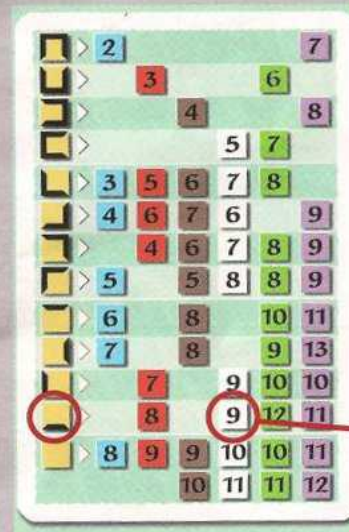 > 2 7
> 3 6
> 4 8
> 5 7
> 3 5 6 7 8
> 4 6 7 6 9
> 4 6 7 8 9
> 5 5 8 8 9
> 6 8 10 11
> 7 8 9 13
> 7 9 10 10
> 8 9 12 11
> 8 9 9 10 10 11
10 11 11 12